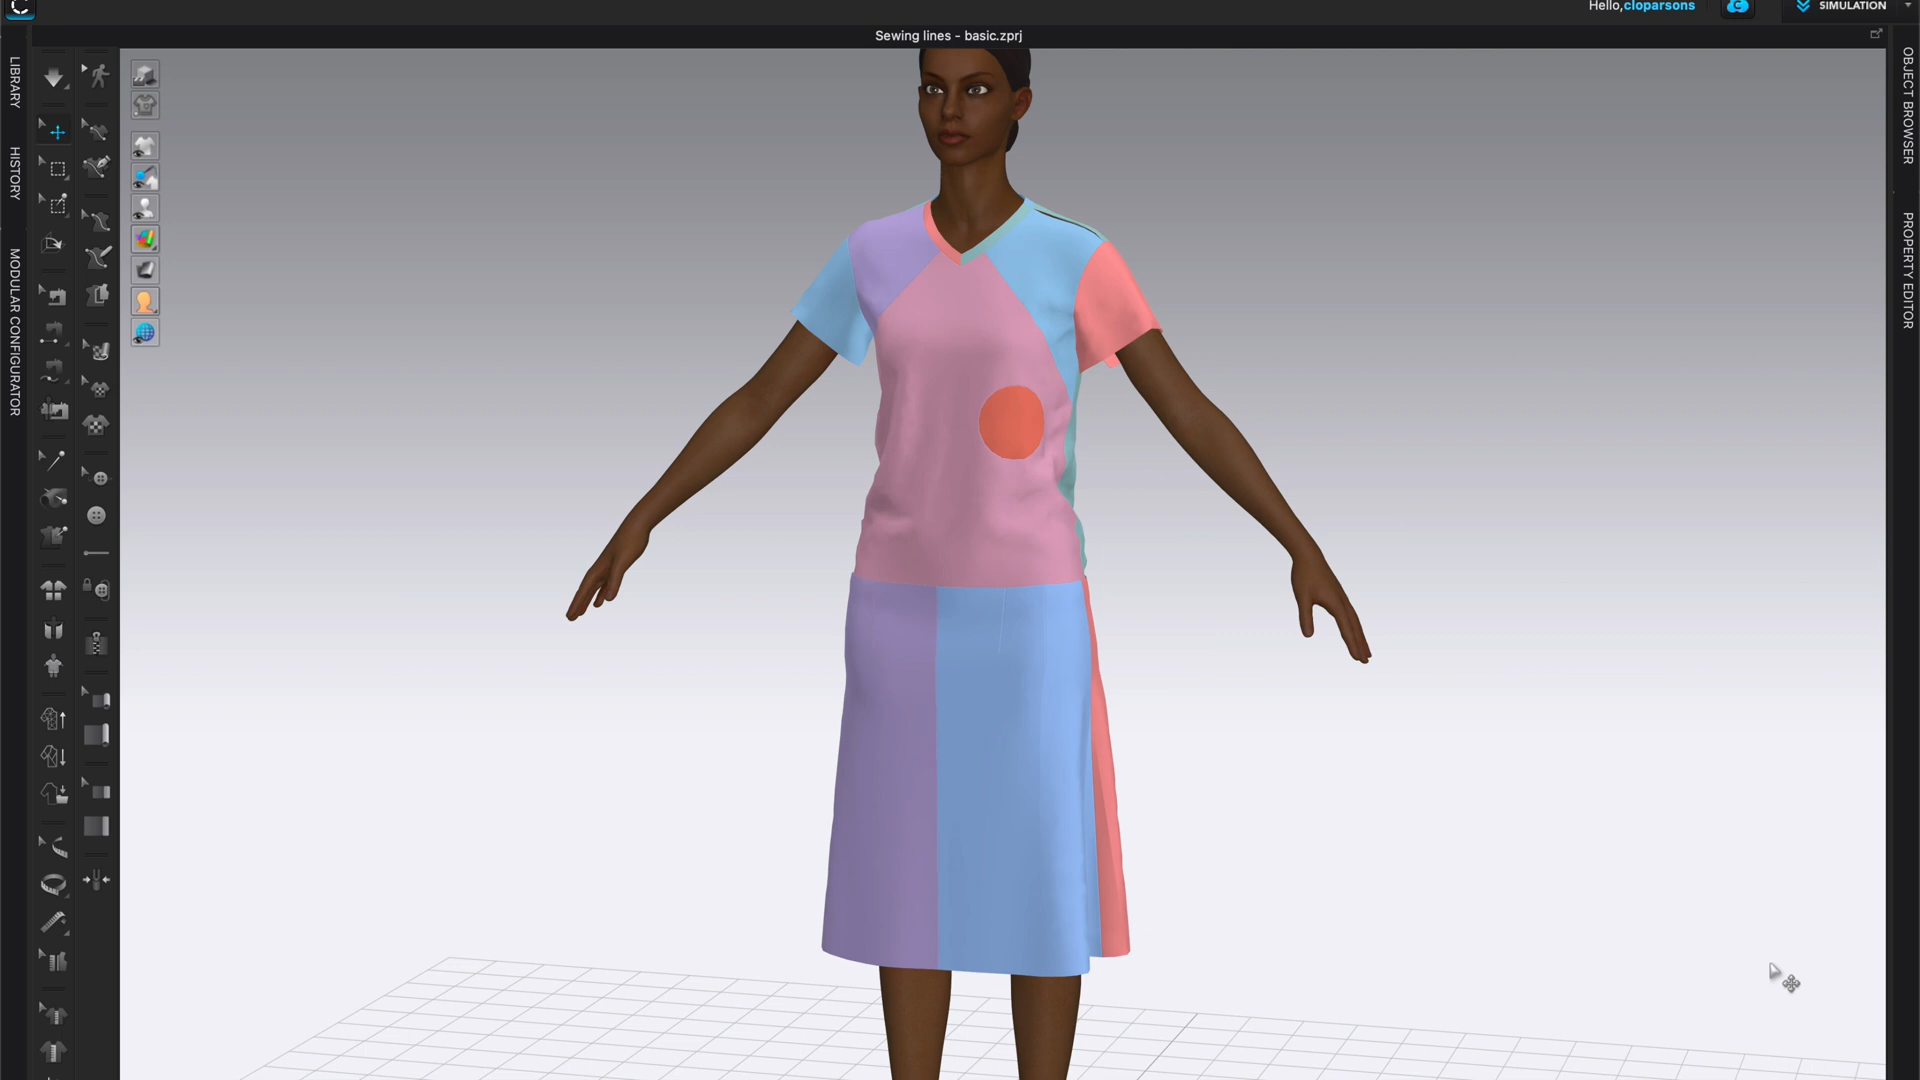 Hello,cloparsons
SIMULATION
Sewing lines - basic.zprj
LIBRARY
HISTORY
MODULAR CONFIGURATOR
OBJECT BROWSER
PROPERTY EDITOR